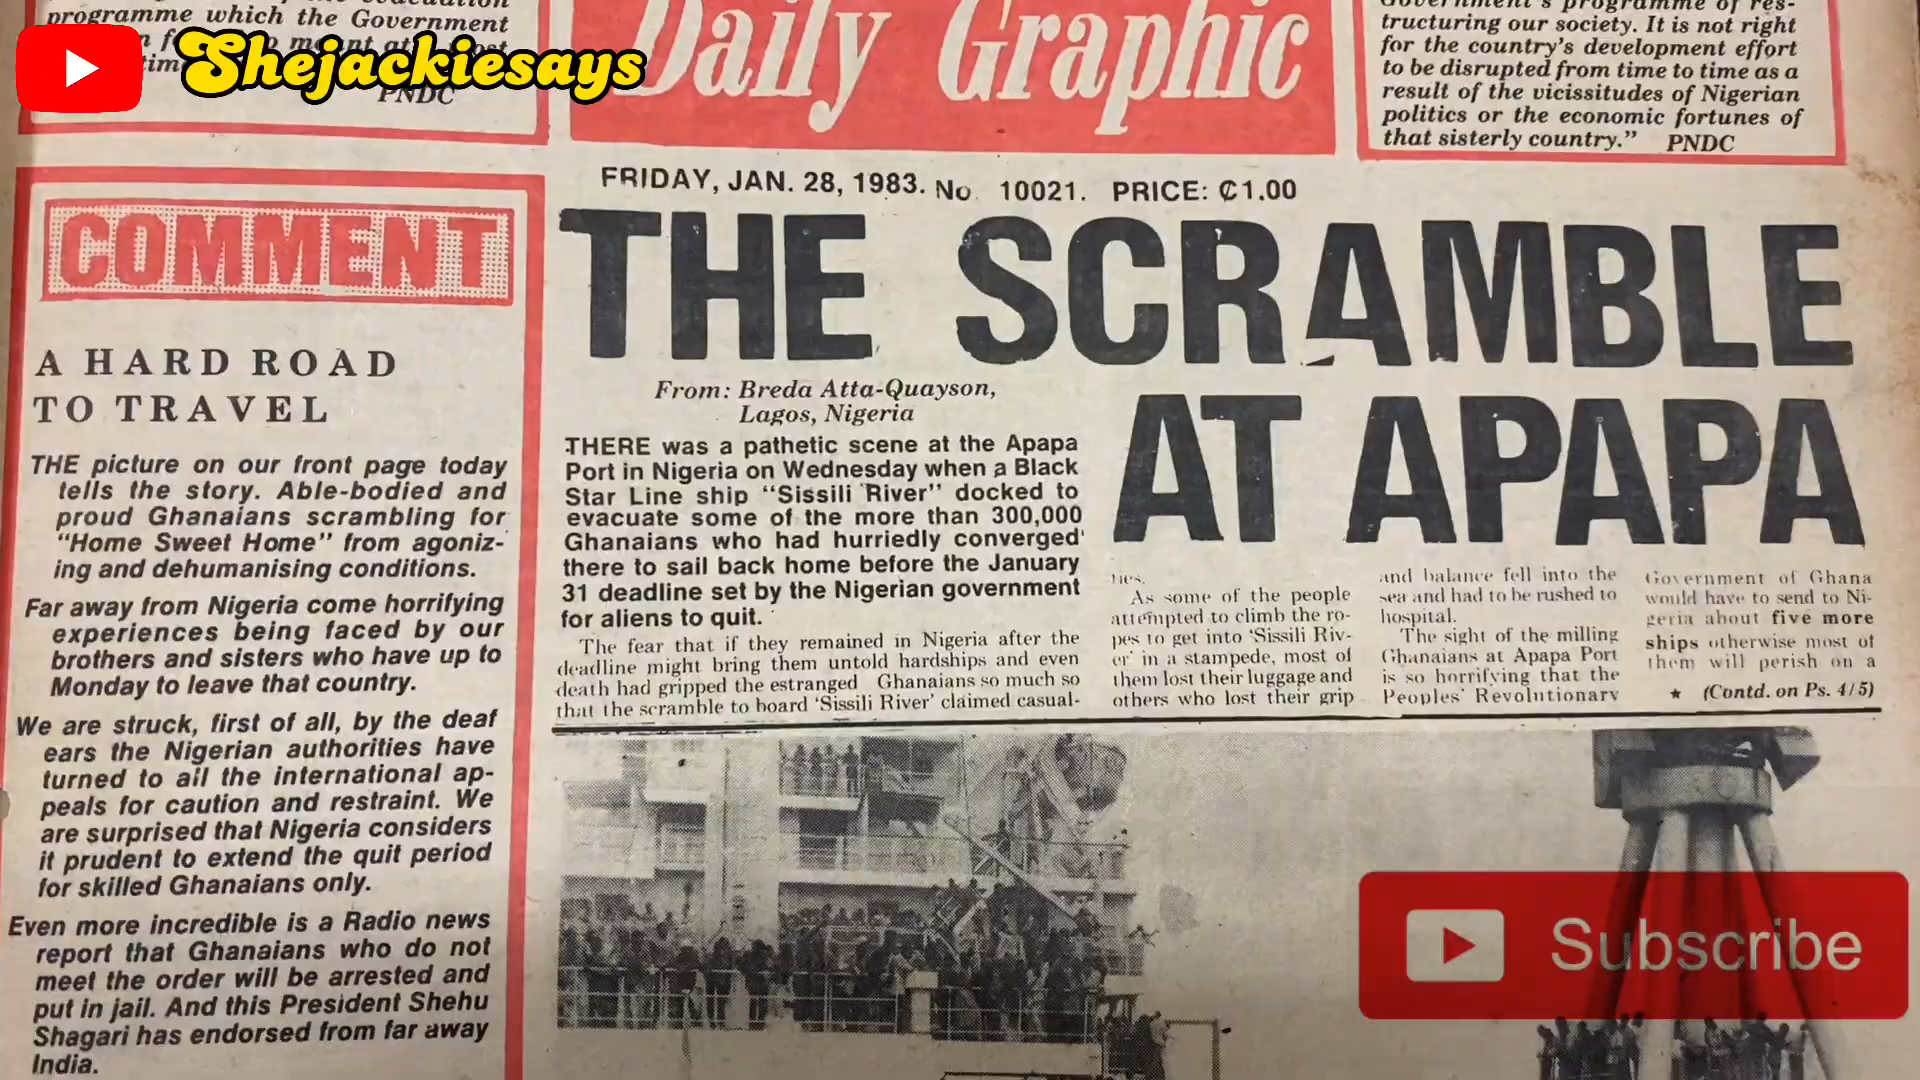 programme which the Government
time
PNDC
Shejackiesays
Daily Graphic
Government's programme of res-
tructuring our society. It is not right
for the country's development effort
to be disrupted from time to time as a
result of the vicissitudes of Nigerian
politics or the economic fortunes of
that sisterly country." PNDC
FRIDAY, JAN. 28, 1983. No. 10021. PRICE: ₵1.00
COMMENT
A HARD ROAD
TO TRAVEL
THE picture on our front page today
tells the story. Able-bodied and
proud Ghanaians scrambling for
"Home Sweet Home" from agoniz-
ing and dehumanising conditions.
Far away from Nigeria come horrifying
experiences being faced by our
brothers and sisters who have up to
Monday to leave that country.
We are struck, first of all, by the deaf
ears the Nigerian authorities have
turned to all the international ap-
peals for caution and restraint. We
are surprised that Nigeria considers
it prudent to extend the quit period
for skilled Ghanaians only.
Even more incredible is a Radio news
report that Ghanaians who do not
meet the order will be arrested and
put in jail. And this President Shehu
Shagari has endorsed from far away
India.
THE SCRAMBLE
AT APAPA
From: Breda Atta-Quayson,
Lagos, Nigeria
THERE was a pathetic scene at the Apapa
Port in Nigeria on Wednesday when a Black
Star Line ship "Sissili River" docked to
evacuate some of the more than 300,000
Ghanaians who had hurriedly converged
there to sail back home before the January
31 deadline set by the Nigerian government
for aliens to quit.
The fear that if they remained in Nigeria after the
deadline might bring them untold hardships and even
death had gripped the estranged Ghanaians so much so
that the scramble to board 'Sissili River' claimed casual-
ties.
As some of the people
attempted to climb the ro-
pes to get into 'Sissili Riv-
er' in a stampede, most of
them lost their luggage and
others who lost their grip
and balance fell into the
sea and had to be rushed to
hospital.
The sight of the milling
Ghanaians at Apapa Port
is so horrifying that the
Peoples' Revolutionary
Government of Ghana
would have to send to Ni-
geria about five more
ships otherwise most of
them will perish on a
★ (Contd. on Ps. 4/5)
Subscribe